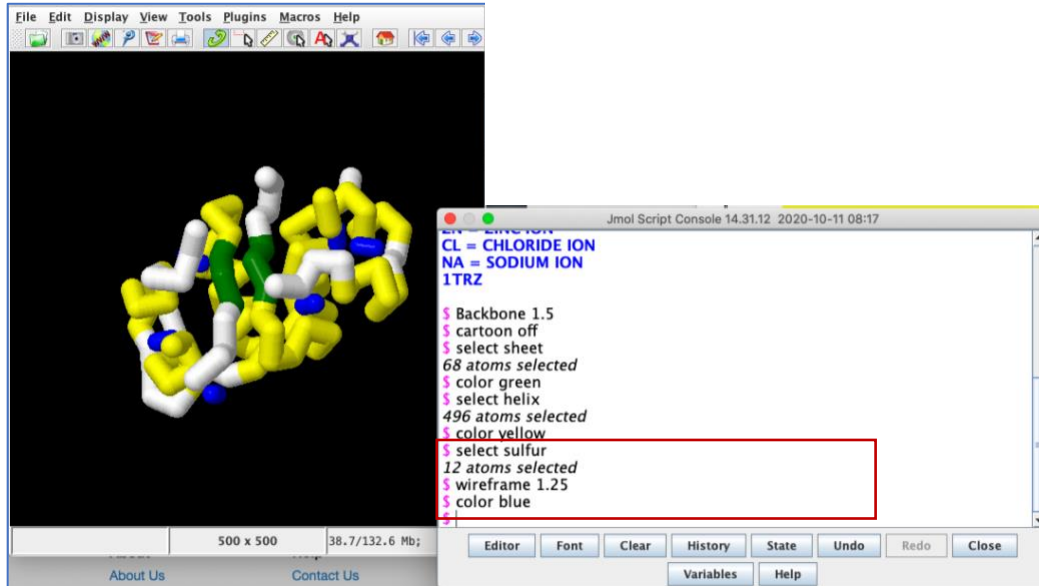 File Edit Display View Tools Plugins Macros Help
500 x 500
38.7/132.6 Mb;
About Us
Contact Us
Jmol Script Console 14.31.12 2020-10-11 08:17
ZN = ZINC ION
CL = CHLORIDE ION
NA = SODIUM ION
1TRZ
$ Backbone 1.5
$ cartoon off
$ select sheet
68 atoms selected
$ color green
$ select helix
496 atoms selected
$ color yellow
$ select sulfur
12 atoms selected
$ wireframe 1.25
$ color blue
$
Editor Font Clear History State Undo Redo Close
Variables Help